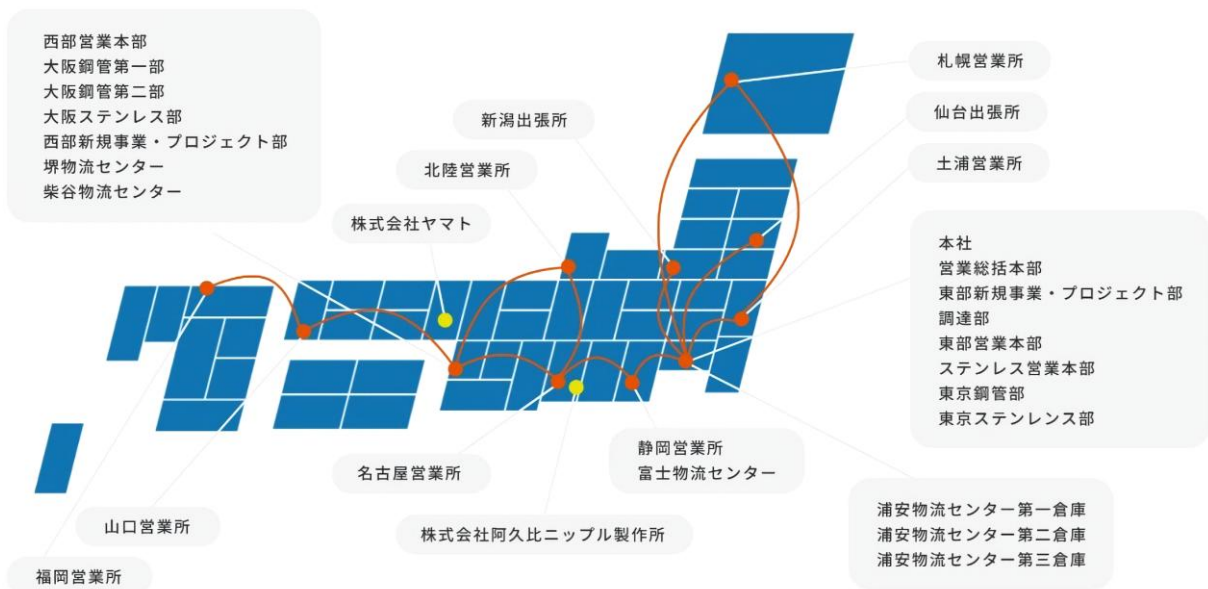 西部営業本部
大阪鋼管第一部
大阪鋼管第二部
大阪ステンレス部
西部新規事業・プロジェクト部
堺物流センター
柴谷物流センター
札幌営業所
仙台出張所
土浦営業所
新潟出張所
北陸営業所
株式会社ヤマト
本社
営業総括本部
東部新規事業・プロジェクト部
調達部
東部営業本部
ステンレス営業本部
東京鋼管部
東京ステンレンス部
静岡営業所
富士物流センター
名古屋営業所
山口営業所
株式会社阿久比ニップル製作所
福岡営業所
浦安物流センター第一倉庫
浦安物流センター第二倉庫
浦安物流センター第三倉庫